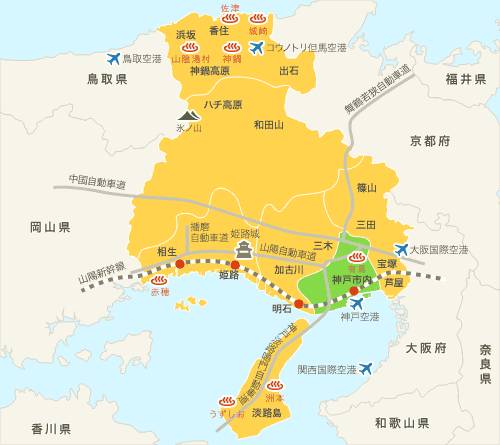 佐津
浜坂
香住
城崎
山陰湯村
神鍋
コウノトリ但馬空港
鳥取空港
神鍋高原
出石
鳥取県
福井県
ハチ高原
舞鶴若狭自動車道
氷ノ山
和田山
京都府
中国自動車道
篠山
岡山県
播磨
自動車道
姫路城
三田
三木
相生
山陽自動車道
大阪国際空港
宝塚
有馬
山陽新幹線
姫路
加古川
神戸市内
芦屋
赤穂
明石
神戸空港
大阪府
奈良県
神戸淡路鳴門自動車道
関西国際空港
洲本
うずしお
淡路島
香川県
和歌山県